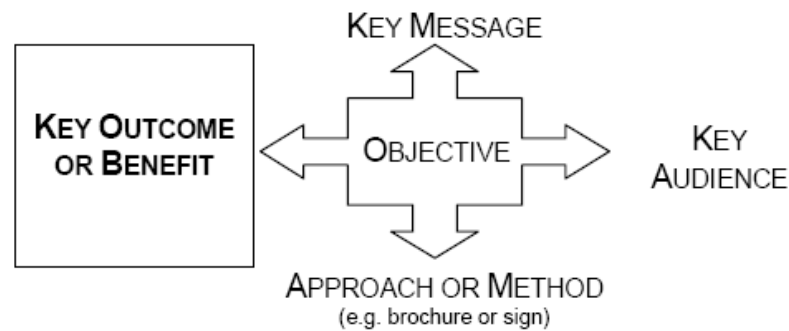 KEY MESSAGE
KEY OUTCOME
OR BENEFIT
OBJECTIVE
KEY
AUDIENCE
APPROACH OR METHOD
(e.g. brochure or sign)